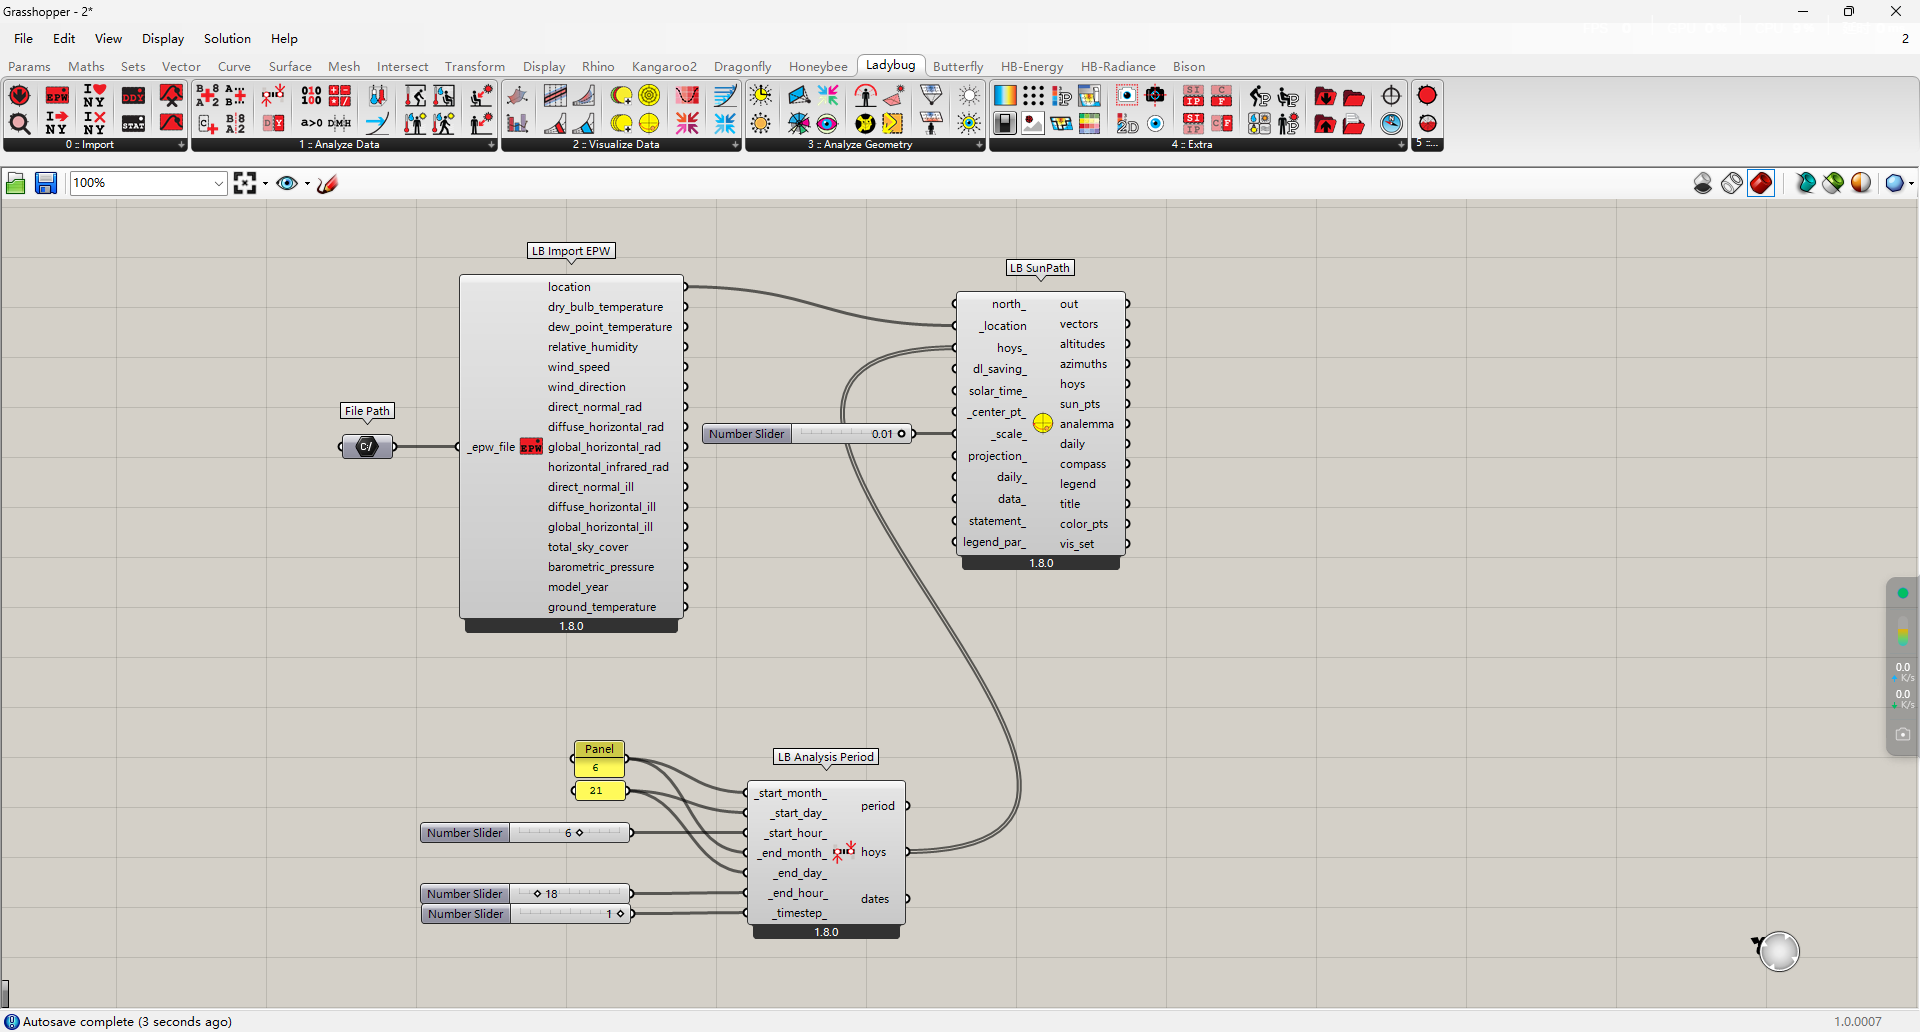 Grasshopper - 2*
File Edit View Display Solution Help 2
Params Maths Sets Vector Curve Surface Mesh Intersect Transform Display Rhino Kangaroo2 Dragonfly Honeybee Ladybug Butterfly HB-Energy HB-Radiance Bison
0 :: Import 1 :: Analyze Data 2 :: Visualize Data 3 :: Analyze Geometry 4 :: Extra 5 ::...
100%
LB Import EPW
location
dry_bulb_temperature
dew_point_temperature
relative_humidity
wind_speed
wind_direction
direct_normal_rad
diffuse_horizontal_rad
_epw_file EPW global_horizontal_rad
horizontal_infrared_rad
direct_normal_ill
diffuse_horizontal_ill
global_horizontal_ill
total_sky_cover
barometric_pressure
model_year
ground_temperature
1.8.0
File Path
C:/
Number Slider 0.01
LB SunPath
north_
_location
hoys_
dl_saving_
solar_time_
_center_pt_
_scale_
projection_
daily_
data_
statement_
legend_par_
out
vectors
altitudes
azimuths
hoys
sun_pts
analemma
daily
compass
legend
title
color_pts
vis_set
1.8.0
Panel
6
21
Number Slider 6
Number Slider 18
Number Slider 1
LB Analysis Period
_start_month_
_start_day_
_start_hour_
_end_month_
_end_day_
_end_hour_
_timestep_
period
hoys
dates
1.8.0
0.0
K/s
0.0
K/s
Autosave complete (3 seconds ago)
1.0.0007